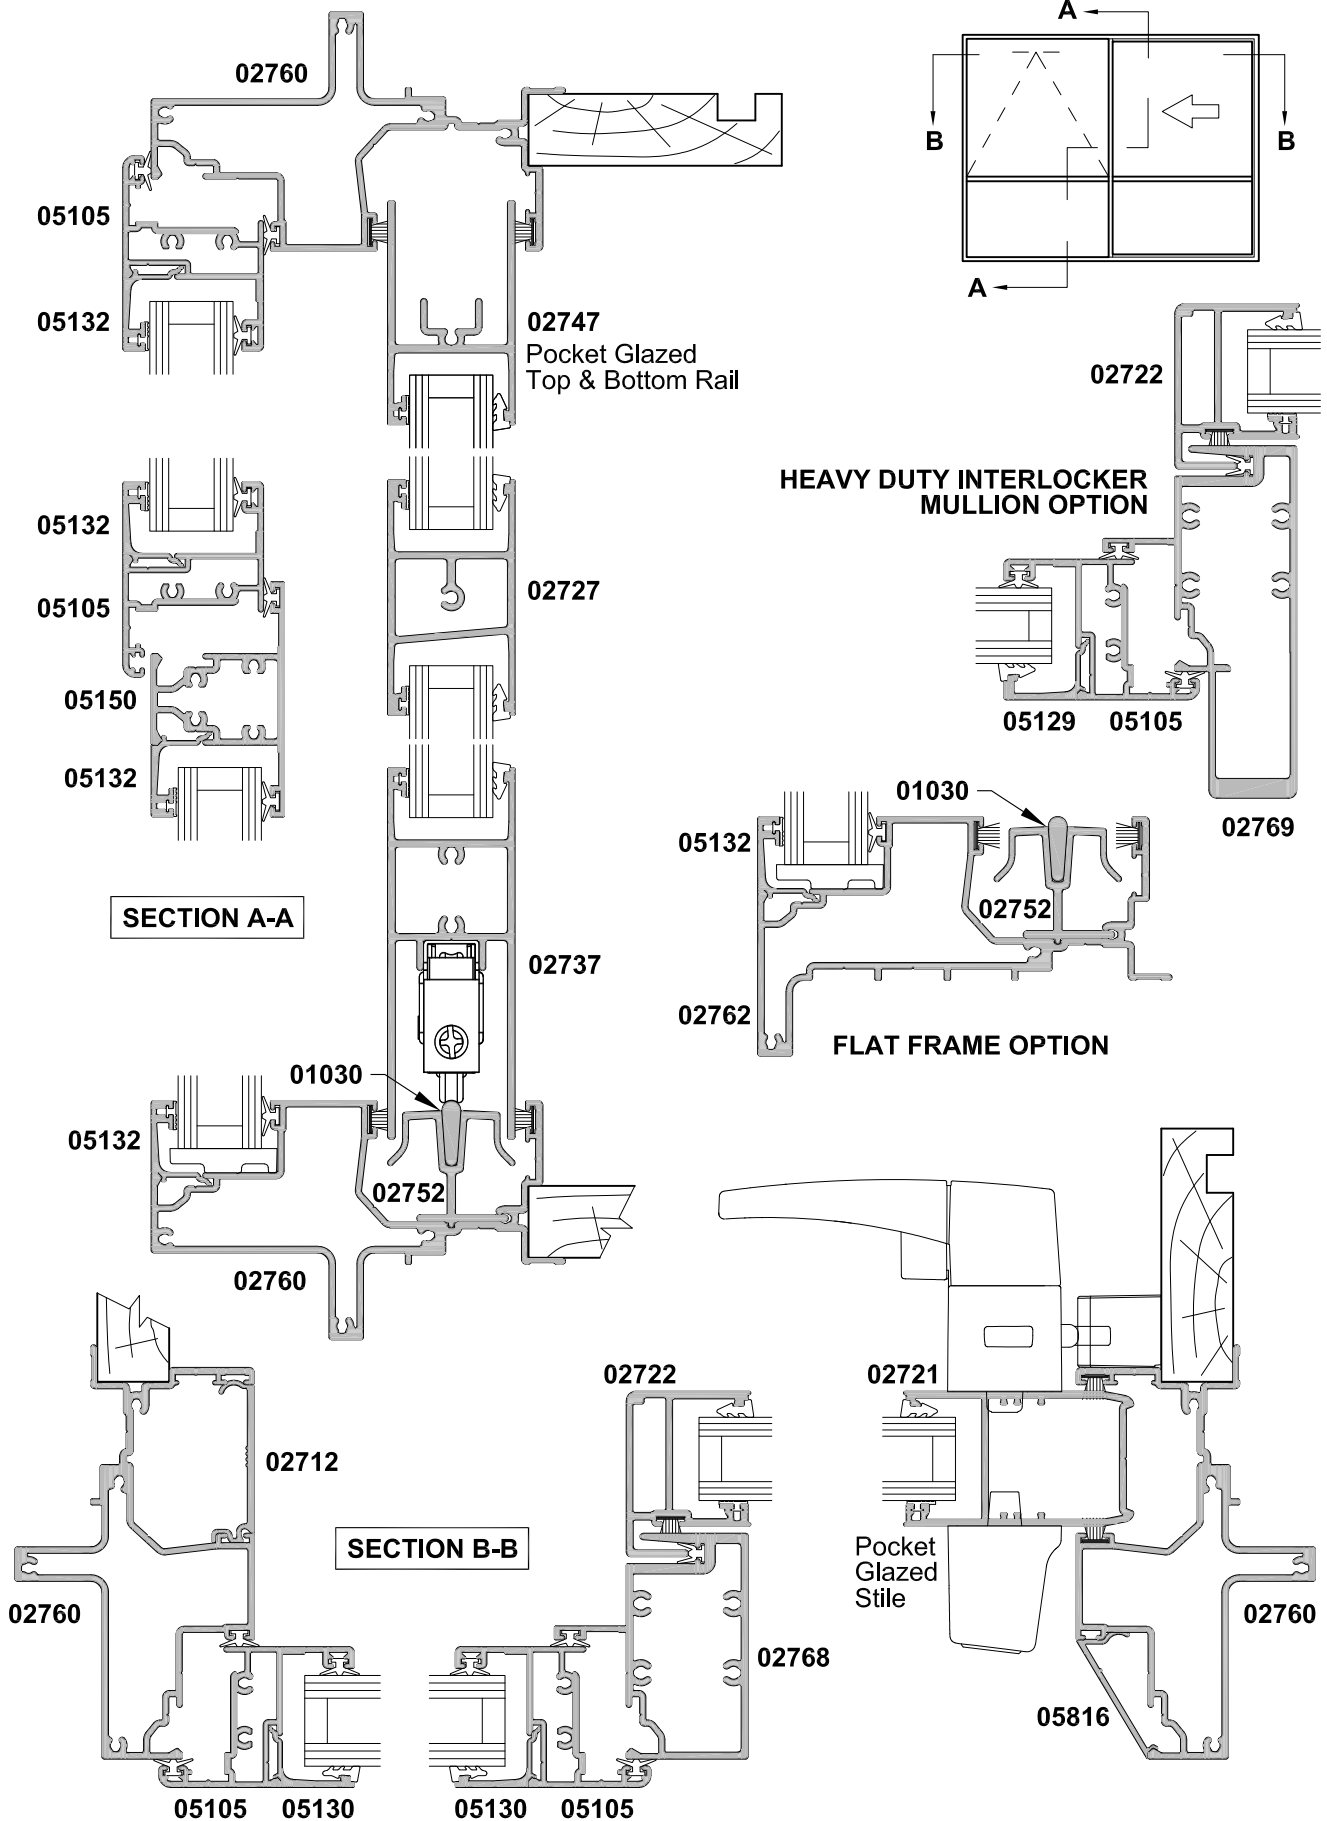 A
02760
B
B
05105
A
05132
02747
Pocket Glazed
Top & Bottom Rail
02722
HEAVY DUTY INTERLOCKER
MULLION OPTION
05132
05105
02727
05150
05129
05105
05132
01030
02769
05132
SECTION A-A
02752
02737
02762
FLAT FRAME OPTION
01030
05132
02752
02760
02722
02721
02712
SECTION B-B
Pocket
Glazed
Stile
02760
02760
02768
05816
05105
05130
05130
05105